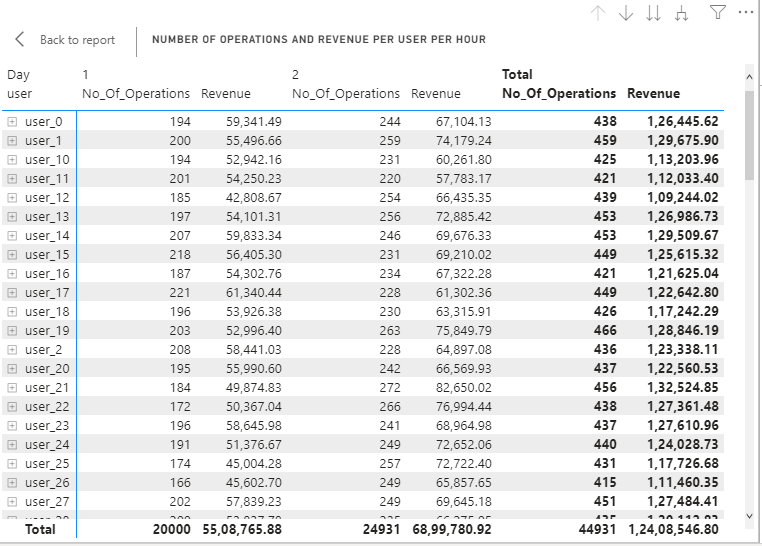 Back to report NUMBER OF OPERATIONS AND REVENUE PER USER PER HOUR
Day 1 2 Total
user No_Of_Operations Revenue No_Of_Operations Revenue No_Of_Operations Revenue
user_0 194 59,341.49 244 67,104.13 438 1,26,445.62
user_1 200 55,496.66 259 74,179.24 459 1,29,675.90
user_10 194 52,942.16 231 60,261.80 425 1,13,203.96
user_11 201 54,250.23 220 57,783.17 421 1,12,033.40
user_12 185 42,808.67 254 66,435.35 439 1,09,244.02
user_13 197 54,101.31 256 72,885.42 453 1,26,986.73
user_14 207 59,833.34 246 69,676.33 453 1,29,509.67
user_15 218 56,405.30 231 69,210.02 449 1,25,615.32
user_16 187 54,302.76 234 67,322.28 421 1,21,625.04
user_17 221 61,340.44 228 61,302.36 449 1,22,642.80
user_18 196 53,926.38 230 63,315.91 426 1,17,242.29
user_19 203 52,996.40 263 75,849.79 466 1,28,846.19
user_2 208 58,441.03 228 64,897.08 436 1,23,338.11
user_20 195 55,990.60 242 66,569.93 437 1,22,560.53
user_21 184 49,874.83 272 82,650.02 456 1,32,524.85
user_22 172 50,367.04 266 76,994.44 438 1,27,361.48
user_23 196 58,645.98 241 68,964.98 437 1,27,610.96
user_24 191 51,376.67 249 72,652.06 440 1,24,028.73
user_25 174 45,004.28 257 72,722.40 431 1,17,726.68
user_26 166 45,602.70 249 65,857.65 415 1,11,460.35
user_27 202 57,839.23 249 69,645.18 451 1,27,484.41
Total 20000 55,08,765.88 24931 68,99,780.92 44931 1,24,08,546.80